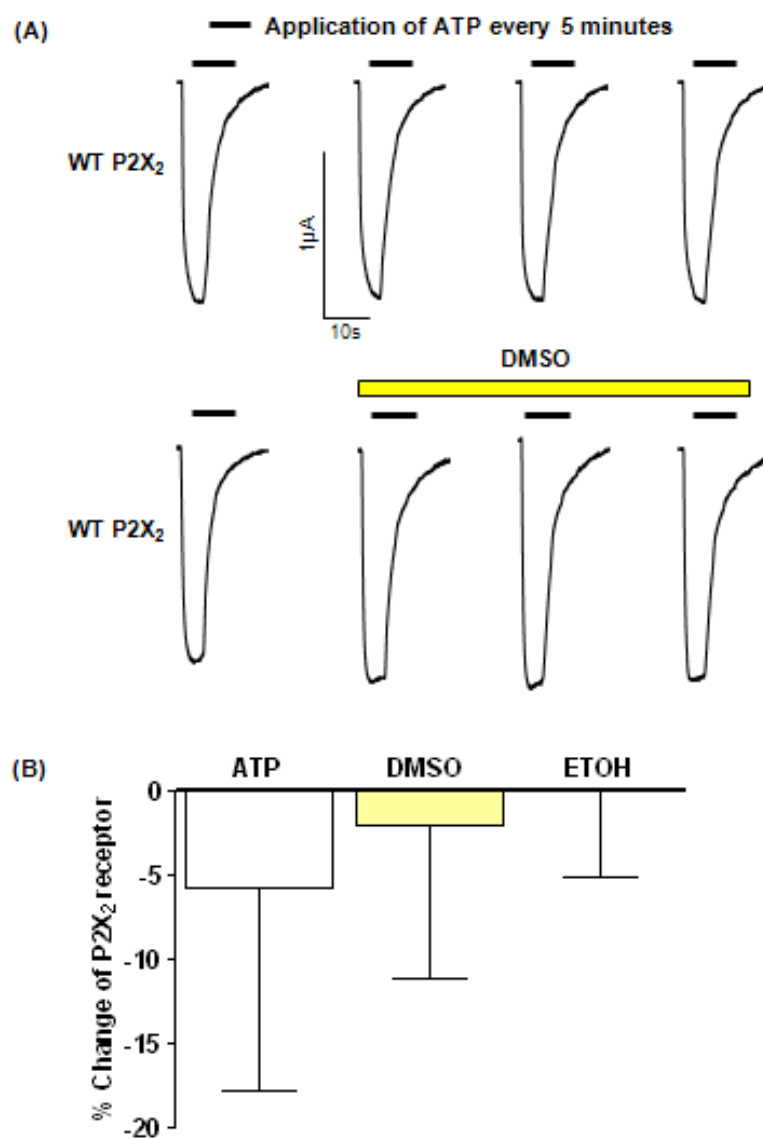 (A)
Application of ATP every 5 minutes
WT P2X₂
1µA
10s
DMSO
WT P2X₂
(B)
ATP DMSO ETOH
% Change of P2X₂ receptor
0
-5
-10
-15
-20